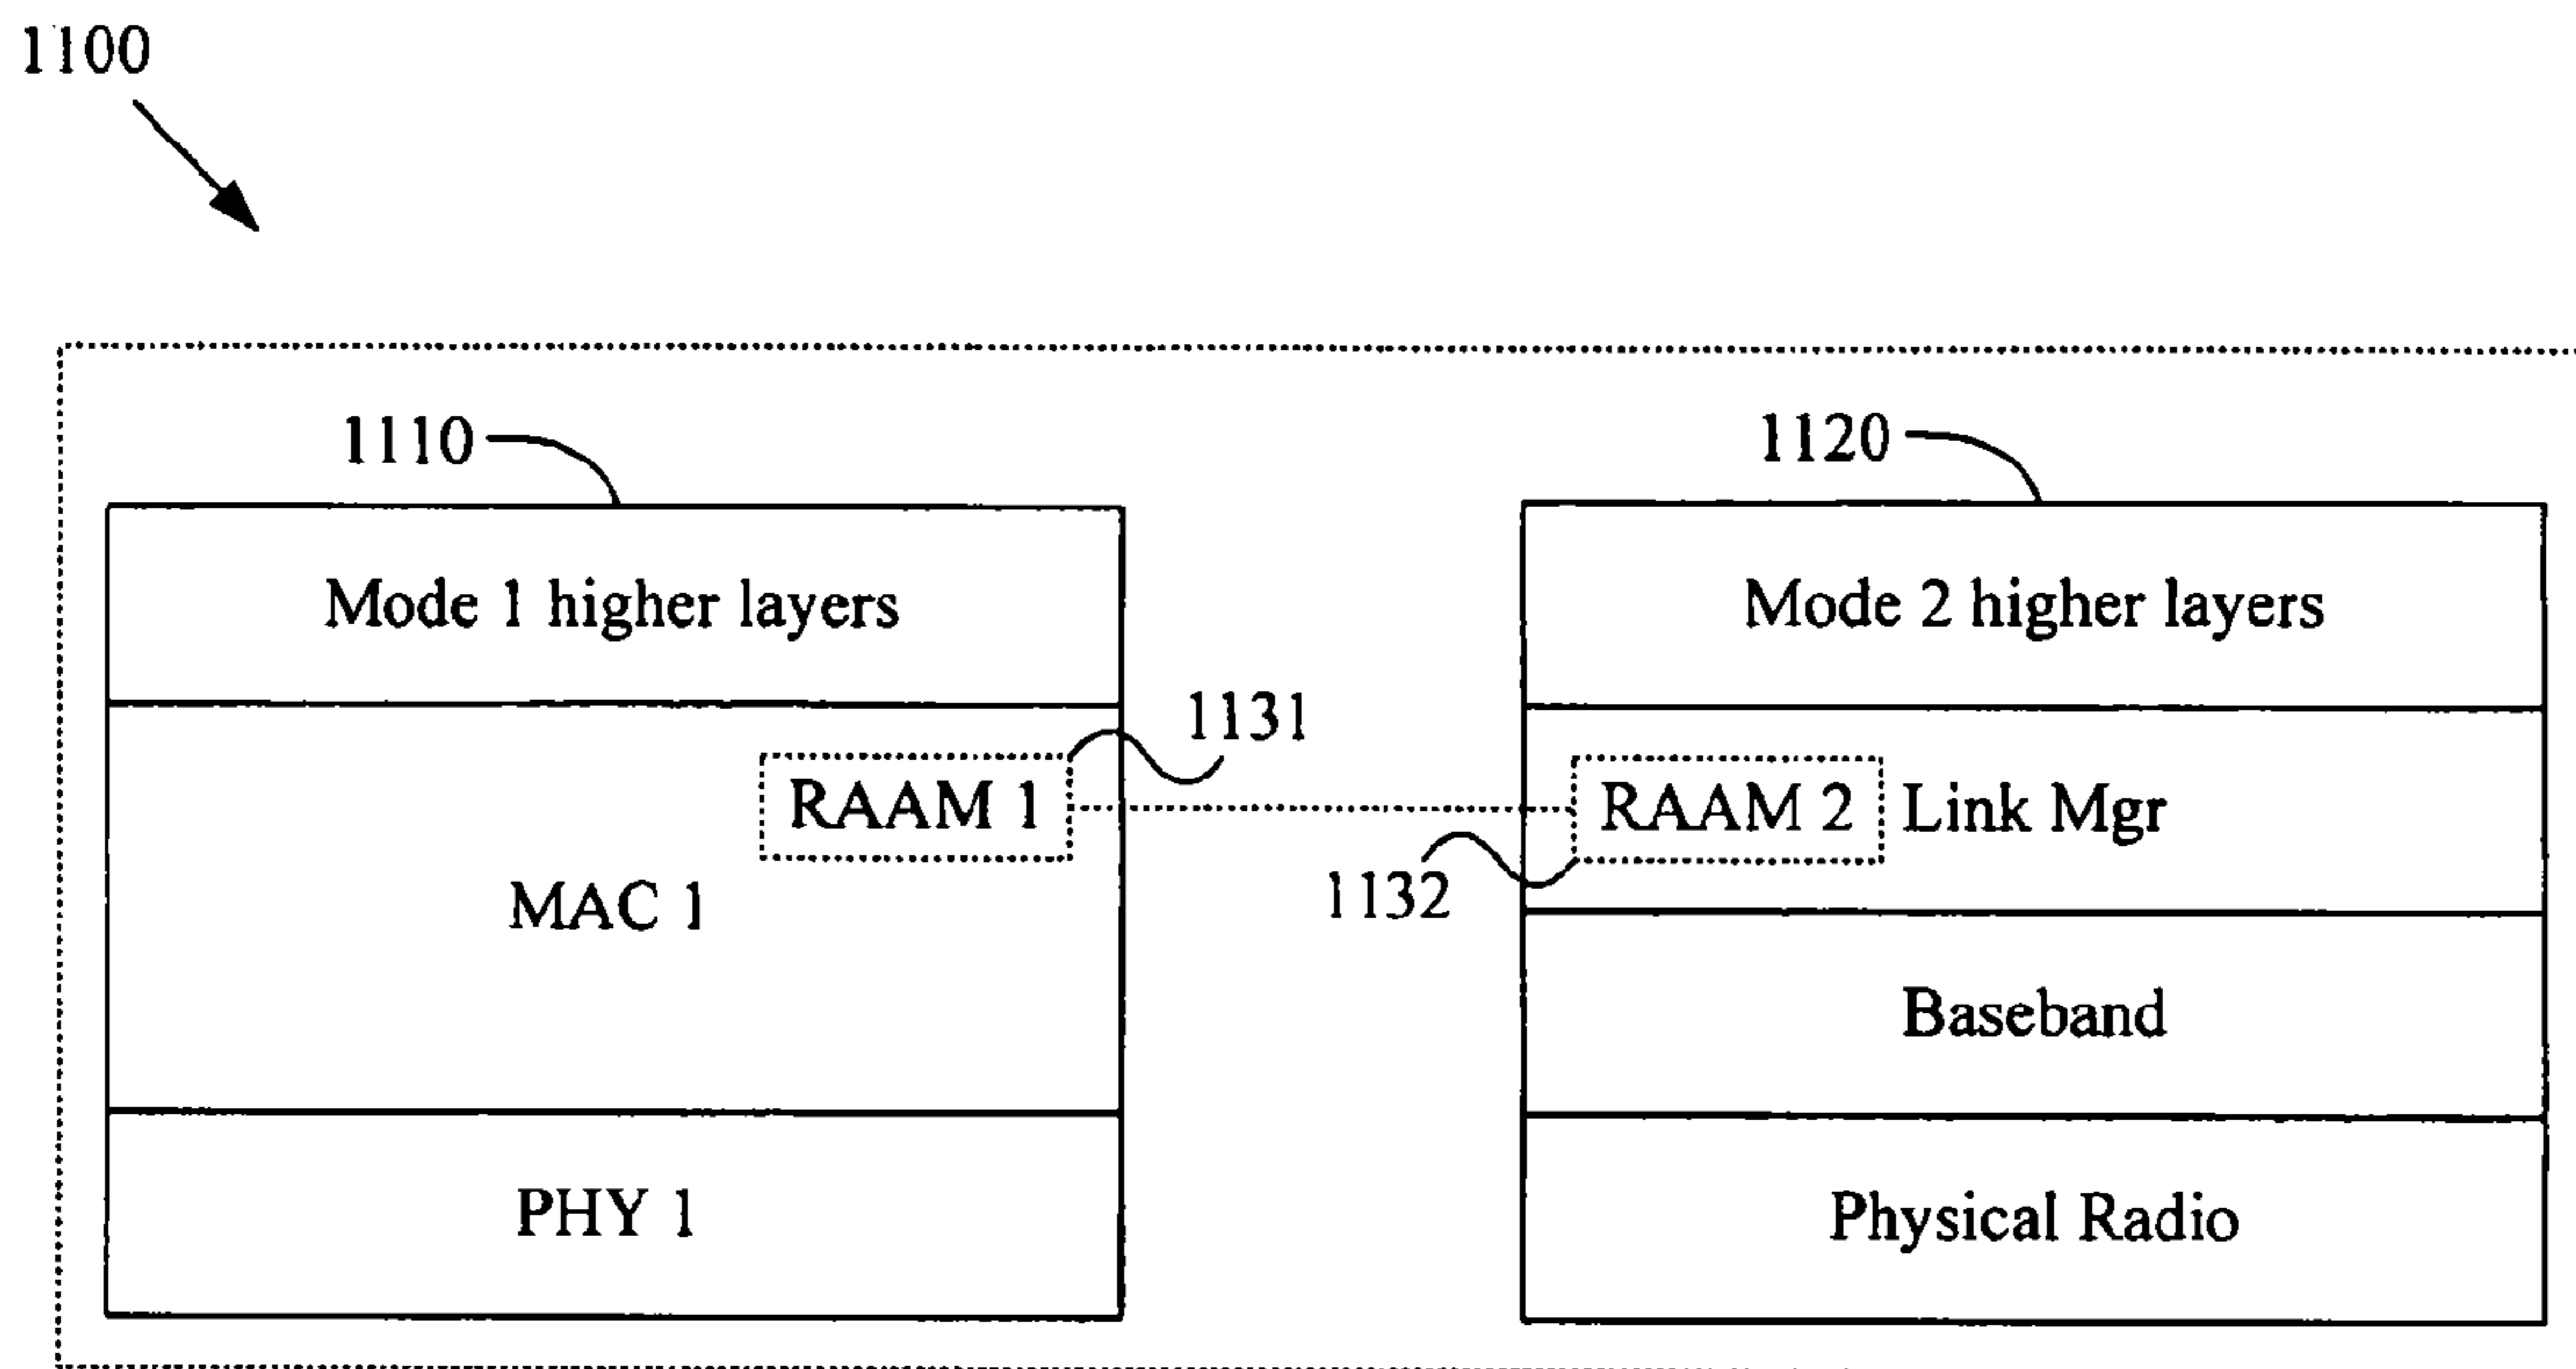 1100
1110
1120
Mode 1 higher layers
Mode 2 higher layers
1131
RAAM 1
RAAM 2 Link Mgr
1132
MAC 1
Baseband
PHY 1
Physical Radio